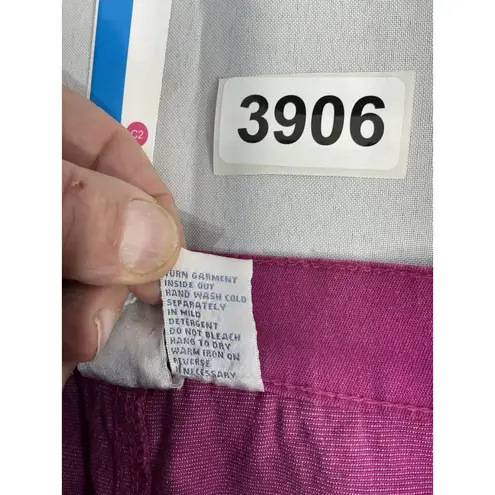 C2
3906
TURN GARMENT
INSIDE OUT
HAND WASH COLD
SEPARATELY
IN MILD
DETERGENT
DO NOT BLEACH
HANG TO DRY
WARM IRON ON
REVERSE
NECESSARY